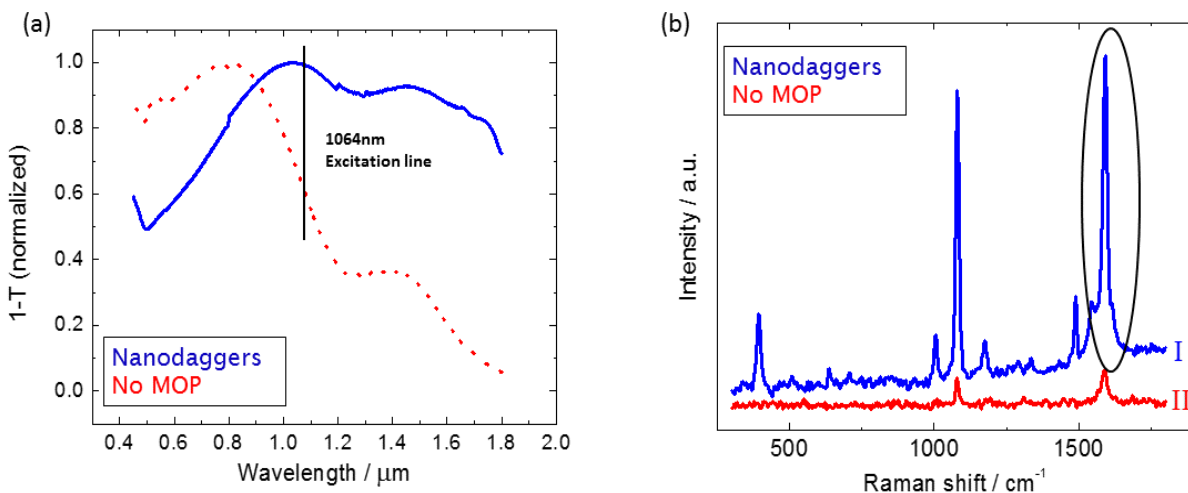 (a)
1.0
0.8
0.6
0.4
0.2
0.0
1-T (normalized)
1064nm
Excitation line
Nanodaggers
No MOP
0.4 0.6 0.8 1.0 1.2 1.4 1.6 1.8 2.0
Wavelength / μm
(b)
Nanodaggers
No MOP
Intensity / a.u.
I
II
500 1000 1500
Raman shift / cm⁻¹